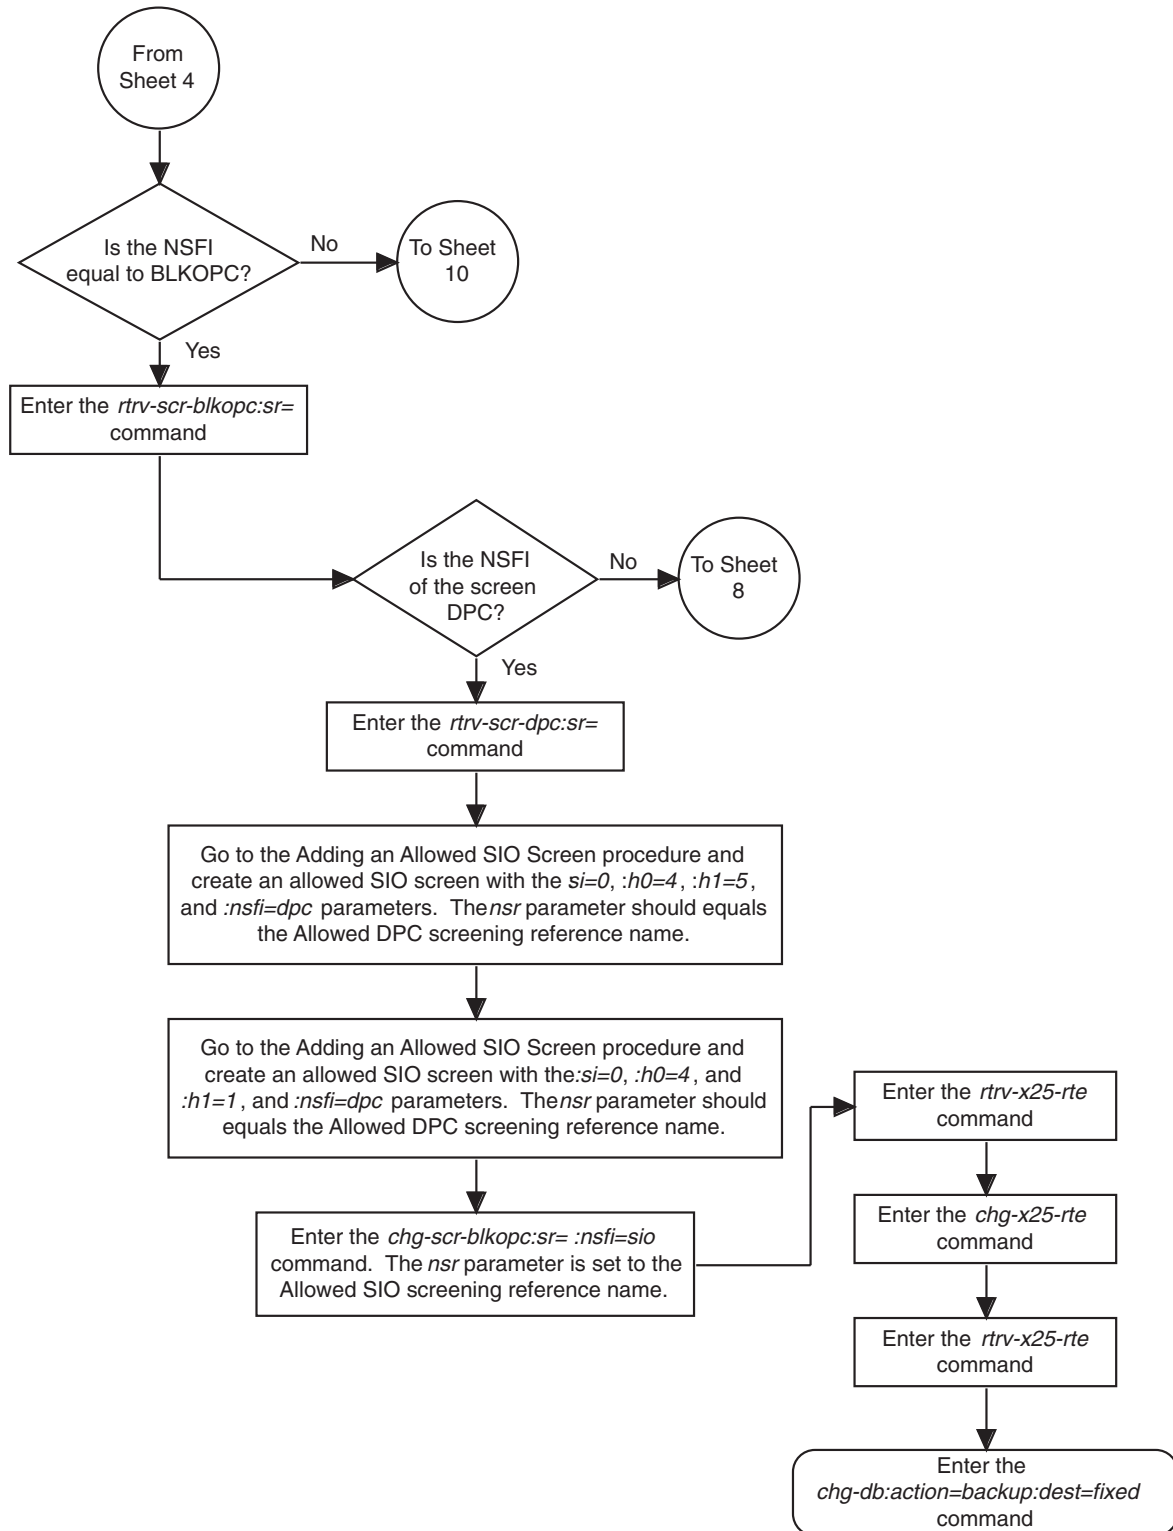 From
Sheet 4
Is the NSFI
equal to BLKOPC?
No
To Sheet
10
Yes
Enter the rtrv-scr-blkopc:sr=
command
Is the NSFI
of the screen
DPC?
No
To Sheet
8
Yes
Enter the rtrv-scr-dpc:sr=
command
Go to the Adding an Allowed SIO Screen procedure and
create an allowed SIO screen with the si=0, :h0=4, :h1=5,
and :nsfi=dpc parameters. Thensr parameter should equals
the Allowed DPC screening reference name.
Go to the Adding an Allowed SIO Screen procedure and
create an allowed SIO screen with the:si=0, :h0=4, and
:h1=1, and :nsfi=dpc parameters. Thensr parameter should
equals the Allowed DPC screening reference name.
Enter the chg-scr-blkopc:sr= :nsfi=sio
command. The nsr parameter is set to the
Allowed SIO screening reference name.
Enter the rtrv-x25-rte
command
Enter the chg-x25-rte
command
Enter the rtrv-x25-rte
command
Enter the
chg-db:action=backup:dest=fixed
command